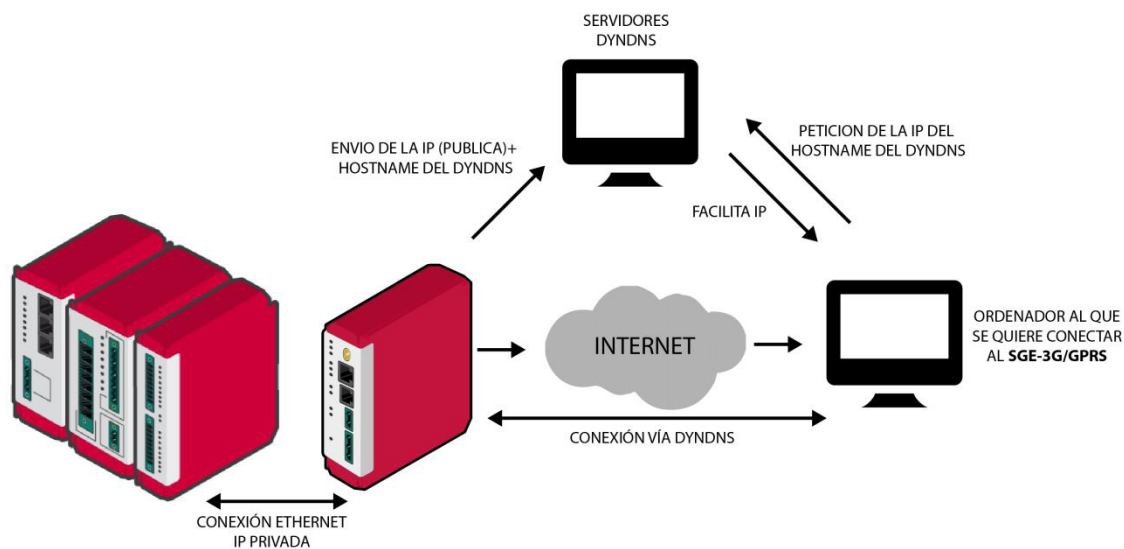 SERVIDORES
DYNDNS
ENVIO DE LA IP (PUBLICA)+
HOSTNAME DEL DYNDNS
PETICION DE LA IP DEL
HOSTNAME DEL DYNDNS
FACILITA IP
INTERNET
ORDENADOR AL QUE
SE QUIERE CONECTAR
AL SGE-3G/GPRS
CONEXIÓN VÍA DYNDNS
CONEXIÓN ETHERNET
IP PRIVADA